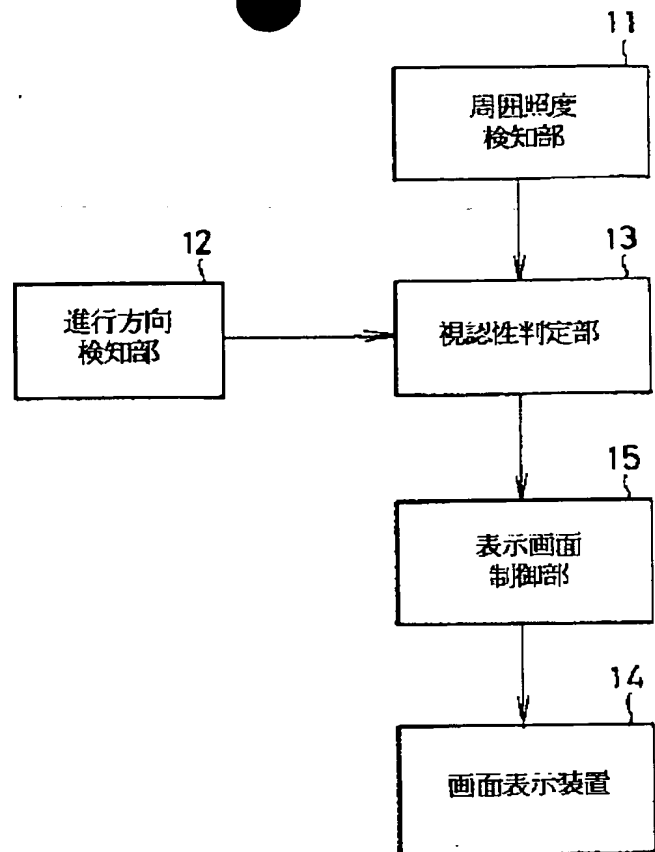 11
周囲照度
検知部
12
進行方向
検知部
13
視認性判定部
15
表示画面
制御部
14
画面表示装置